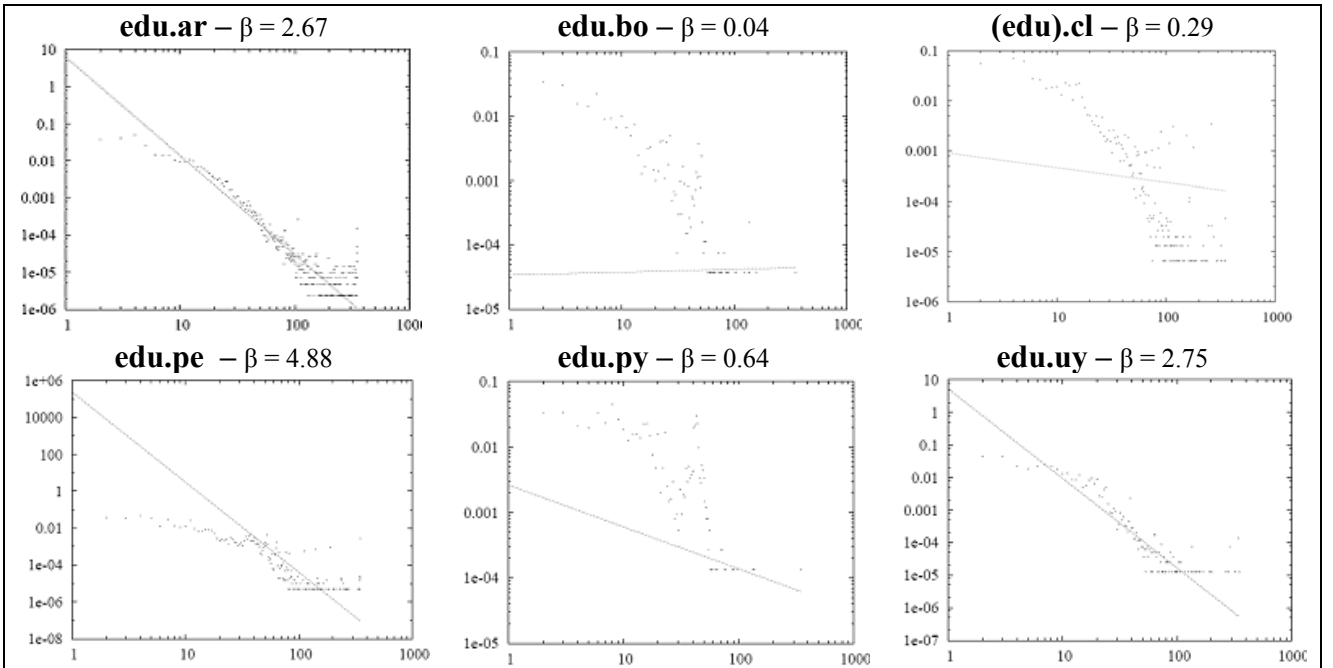 edu.ar – β = 2.67
10
1
0.1
0.01
0.001
1e-04
1e-05
1e-06
1 10 100 1000
edu.bo – β = 0.04
0.1
0.01
0.001
1e-04
1e-05
1 10 100 1000
(edu).cl – β = 0.29
0.1
0.01
0.001
1e-04
1e-05
1e-06
1 10 100 1000
edu.pe – β = 4.88
1e+06
10000
100
1
0.01
1e-04
1e-06
1e-08
1 10 100 1000
edu.py – β = 0.64
0.1
0.01
0.001
1e-04
1e-05
1 10 100 1000
edu.uy – β = 2.75
10
1
0.1
0.01
0.001
1e-04
1e-05
1e-06
1e-07
1 10 100 1000